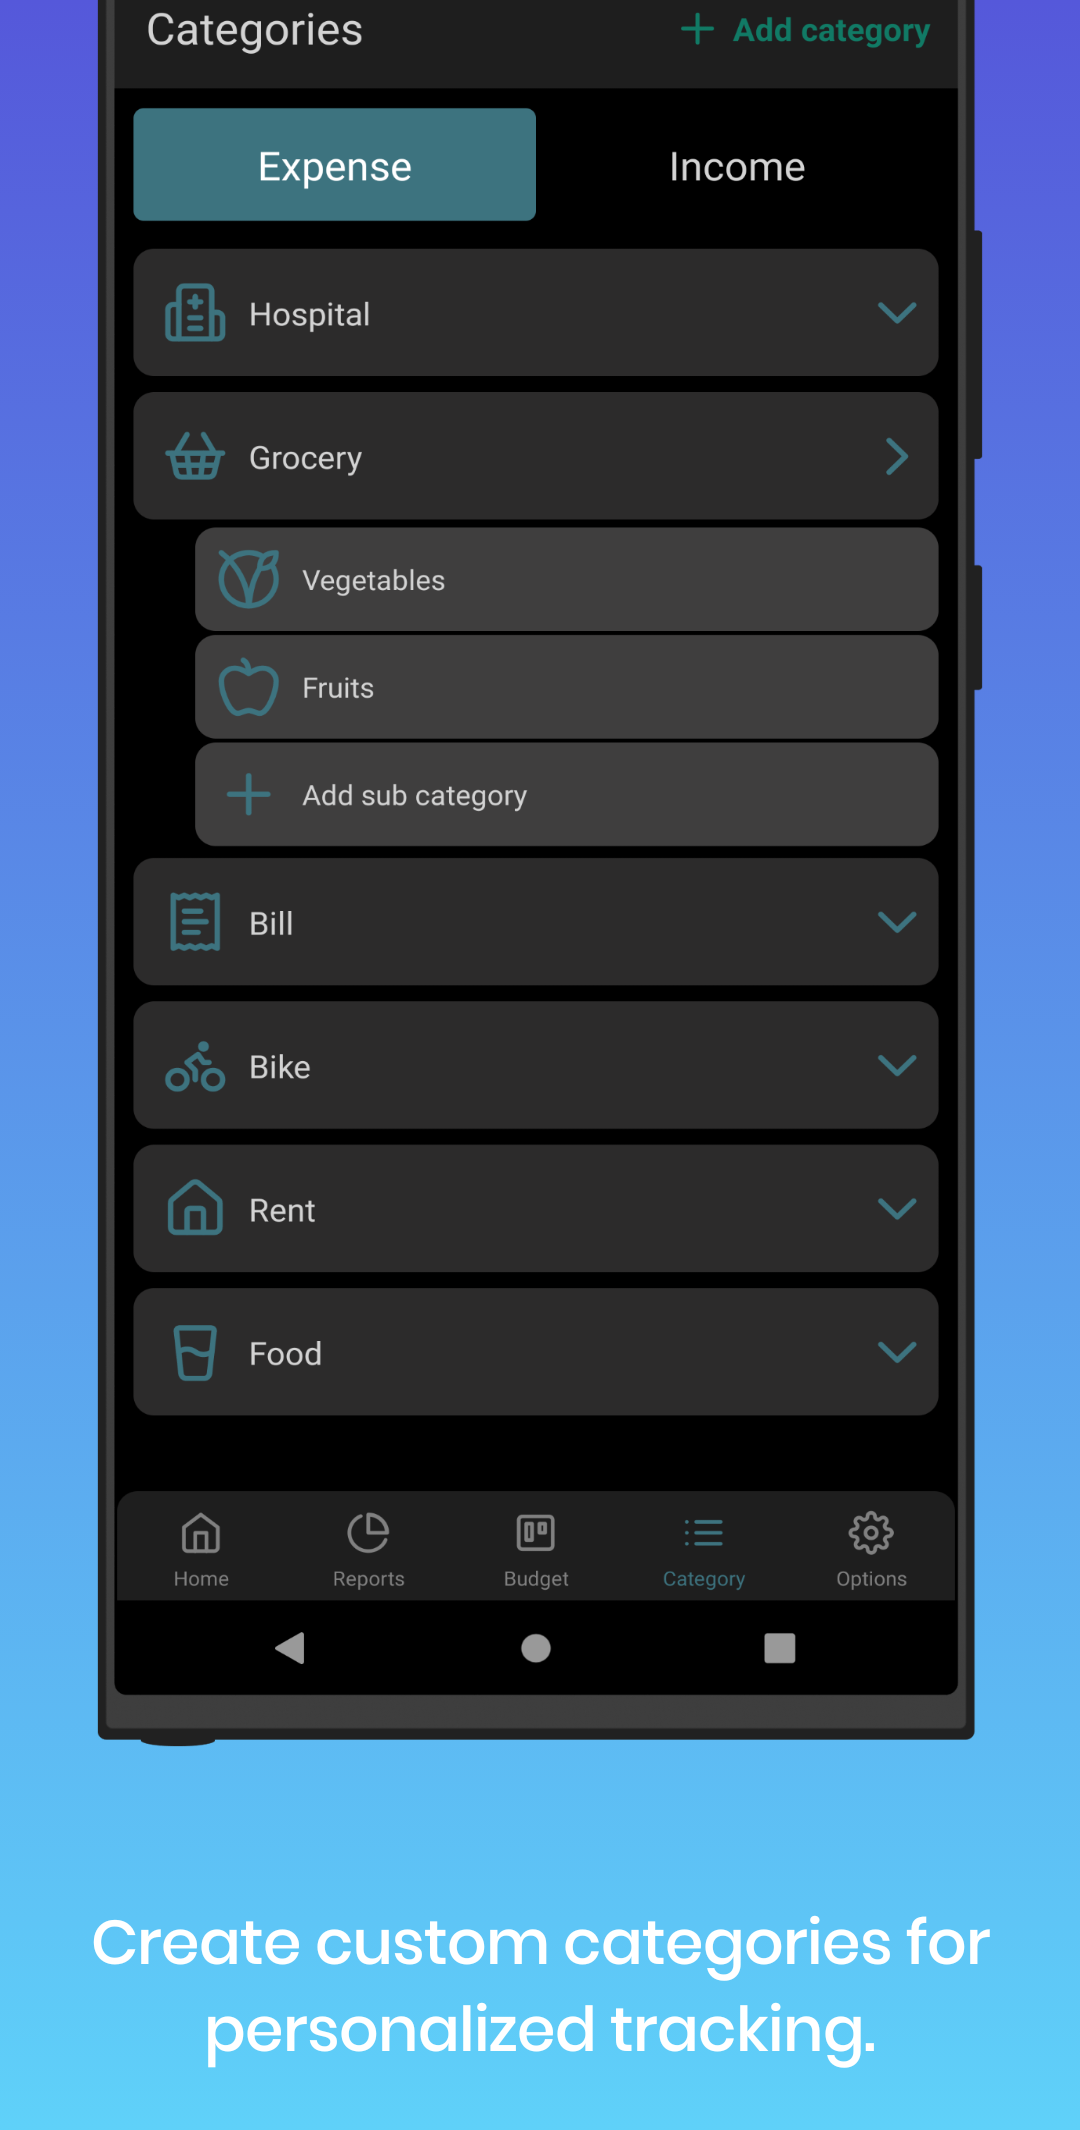 Categories
Add category
Expense
Income
Hospital
Grocery
Vegetables
Fruits
Add sub category
Bill
Bike
Rent
Food
Home
Reports
Budget
Category
Options
Create custom categories for
personalized tracking.